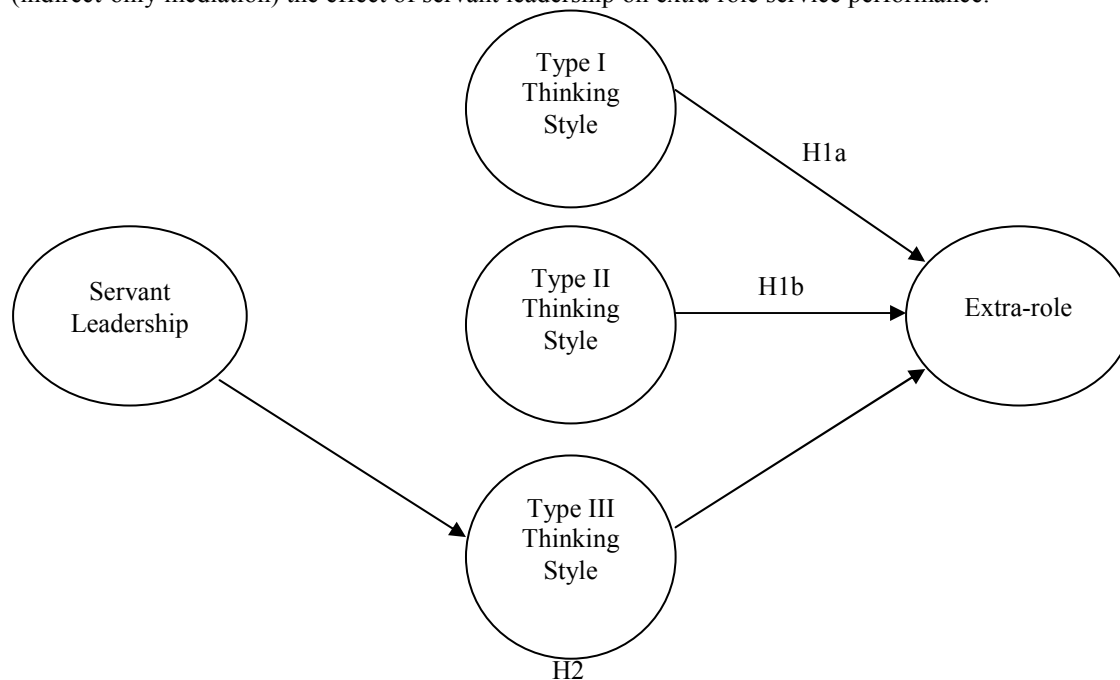 (indirect-only mediation) the effect of servant leadership on extra-role service performance.
Type I
Thinking
Style
H1a
Servant
Leadership
Type II
Thinking
Style
H1b
Extra-role
Type III
Thinking
Style
H2